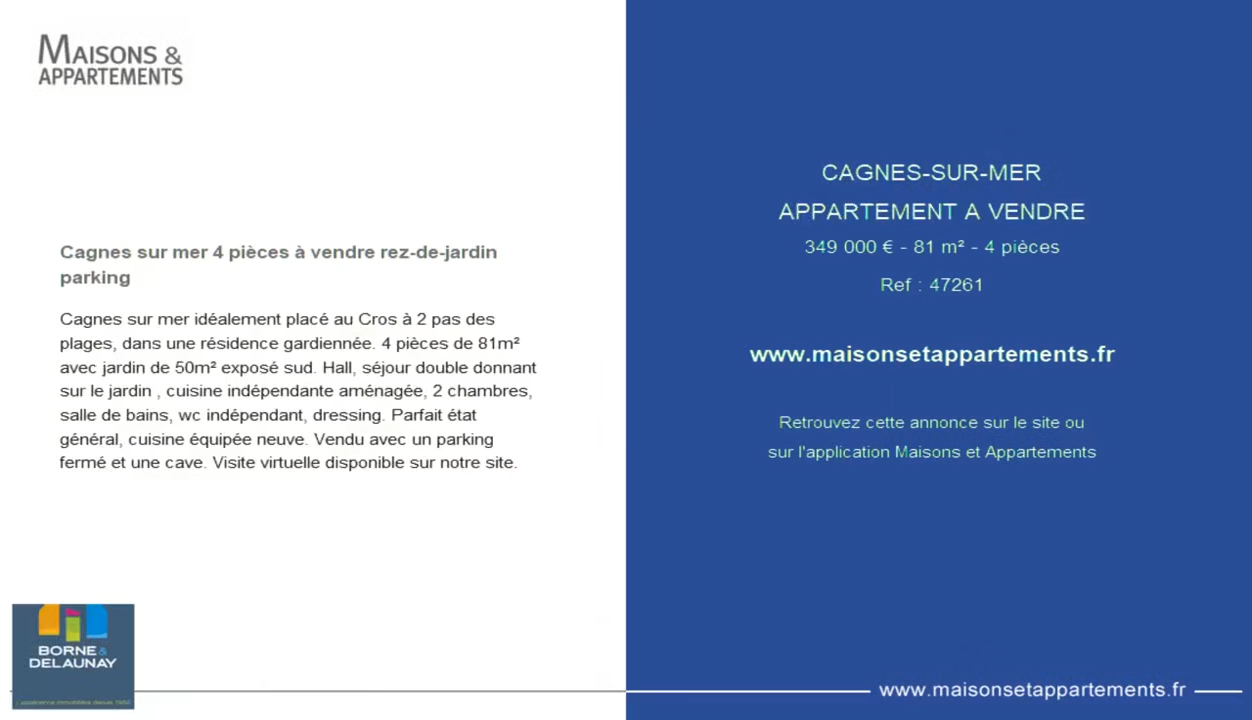 MAISONS &
APPARTEMENTS
Cagnes sur mer 4 pièces à vendre rez-de-jardin
parking
Cagnes sur mer idéalement placé au Cros à 2 pas des
plages, dans une résidence gardiennée. 4 pièces de 81m²
avec jardin de 50m² exposé sud. Hall, séjour double donnant
sur le jardin , cuisine indépendante aménagée, 2 chambres,
salle de bains, wc indépendant, dressing. Parfait état
général, cuisine équipée neuve. Vendu avec un parking
fermé et une cave. Visite virtuelle disponible sur notre site.
BORNE &
DELAUNAY
CAGNES-SUR-MER
APPARTEMENT A VENDRE
349 000 € - 81 m² - 4 pièces
Ref : 47261
www.maisonsetappartements.fr
Retrouvez cette annonce sur le site ou
sur l'application Maisons et Appartements
www.maisonsetappartements.fr